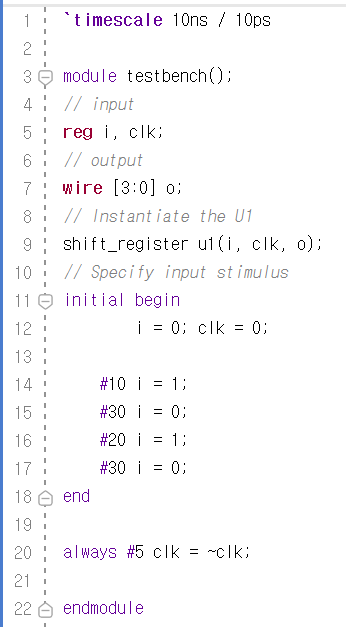 1 `timescale 10ns / 10ps
2
3 module testbench();
4 // input
5 reg i, clk;
6 // output
7 wire [3:0] o;
8 // Instantiate the U1
9 shift_register u1(i, clk, o);
10 // Specify input stimulus
11 initial begin
12 i = 0; clk = 0;
13
14 #10 i = 1;
15 #30 i = 0;
16 #20 i = 1;
17 #30 i = 0;
18 end
19
20 always #5 clk = ~clk;
21
22 endmodule